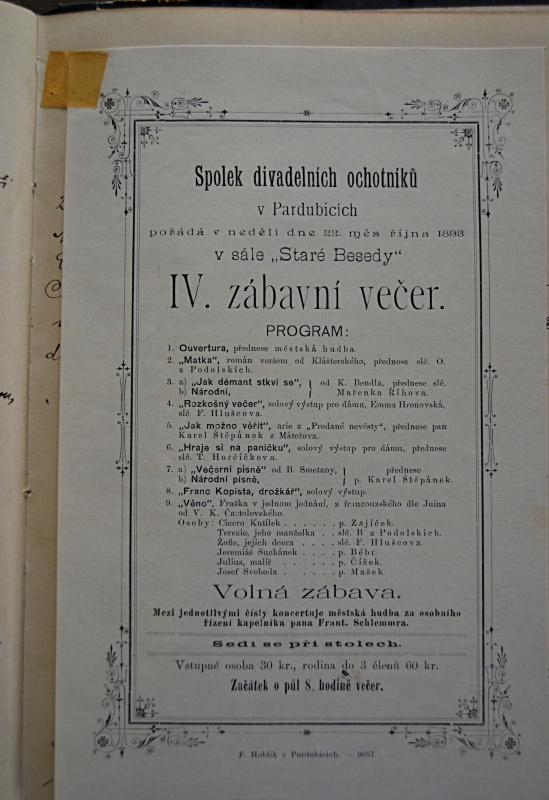 Spolek divadelních ochotníků
v Pardubicích
pořádá v neděli dne 22. měs října 1893
v sále „Staré Besedy“
IV. zábavní večer.
PROGRAM:
1. Ouvertura, přednese městská hudba.
2. „Matka“, román veršem od Klášterského, přednese slč. O.
z Podolských.
3. a) „Jak démant stkví se“, } od K. Bendla, přednese slč.
b) Národní, } Mařenka Říhova.
4. „Rozkošný večer“, solový výstup pro dámu, Emma Hronovská,
slč. F. Hlušcova.
5. „Jak možno věřit“, arie z „Prodané nevěsty“, přednese pan
Karel Štěpánek z Mátěřova.
6. „Hraje si na paničku“, solový výstup pro dámu, přednese
slč. T. Horčičkova.
7. a) „Večerní písně“ od B. Smetany, } přednese
b) Národní písně, } p. Karel Štěpánek.
8. „Franc Kopista, drožkář“, solový výstup.
9. „Věno“, Fraška v jednom jednání, z francouzského dle Juina
od V. K.
Osoby: Cicero Kutílek . . . . . . p. Zajíček.
Terezie, jeho manželka . . slč. B z Podolských.
Žofie, jejich dcera . . . . slč. F. Hlušcova.
Jeremiáš Suchánek . . . . p. Běhr.
Julius, malíř . . . . . . p. Čížek.
Josef Svoboda . . . . . . p. Mašek.
Volná zábava.
Mezi jednotlivými čísly koncertuje městská hudba za osobního
řízení kapelníka pana Frant. Schlemmra.
Sedí se při stolech.
Vstupné osoba 30 kr., rodina do 3 členů 60 kr.
Začátek o půl 8. hodině večer.
F. Hoblík v Pardubicích. — 9057.